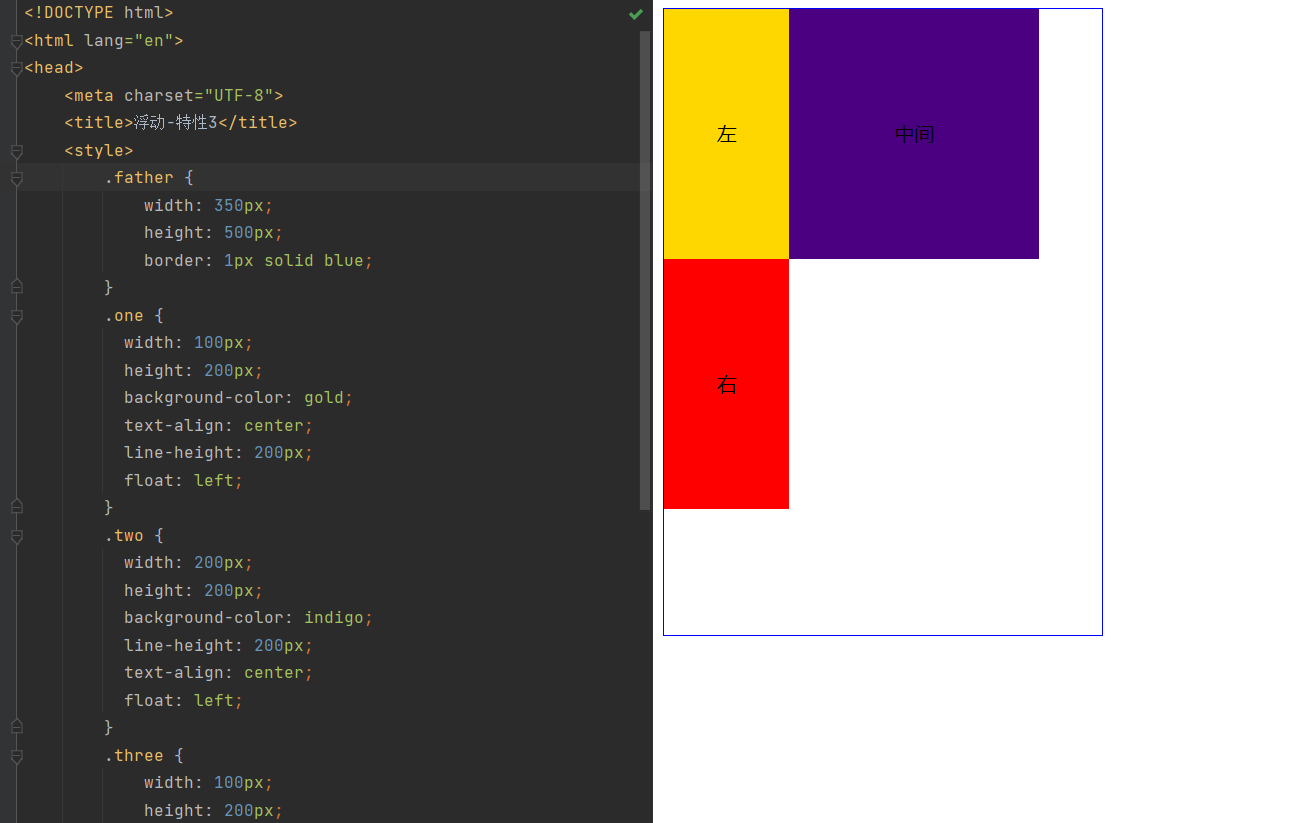 <!DOCTYPE html>
<html lang="en">
<head>
    <meta charset="UTF-8">
    <title>浮动-特性3</title>
    <style>
        .father {
            width: 350px;
            height: 500px;
            border: 1px solid blue;
        }
        .one {
          width: 100px;
          height: 200px;
          background-color: gold;
          text-align: center;
          line-height: 200px;
          float: left;
        }
        .two {
          width: 200px;
          height: 200px;
          background-color: indigo;
          line-height: 200px;
          text-align: center;
          float: left;
        }
        .three {
            width: 100px;
            height: 200px;
左
中间
右